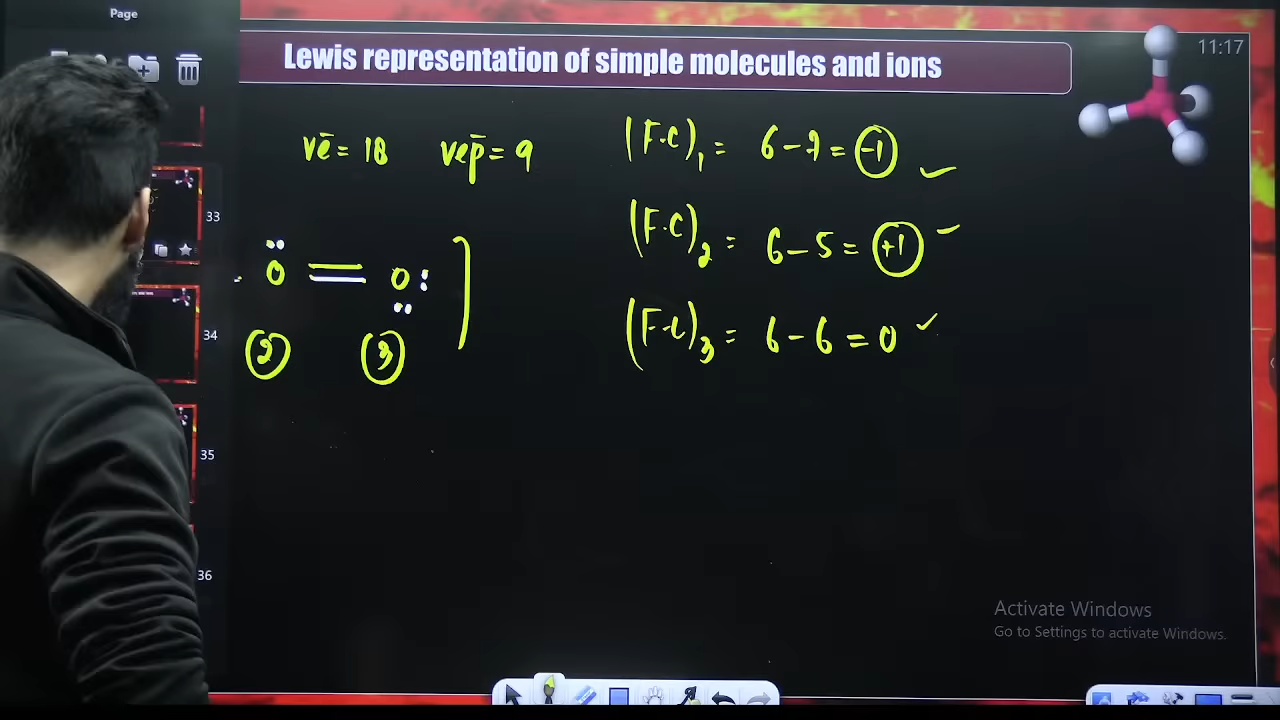 Page
11:17
Lewis representation of simple molecules and ions
vē = 18 vep̄ = 9
(F.C)₁ = 6 - 7 = -1 ✓
(F.C)₂ = 6 - 5 = +1 ✓
(F.C)₃ = 6 - 6 = 0 ✓
O = O ]
② ③
33
34
35
36
Activate Windows
Go to Settings to activate Windows.